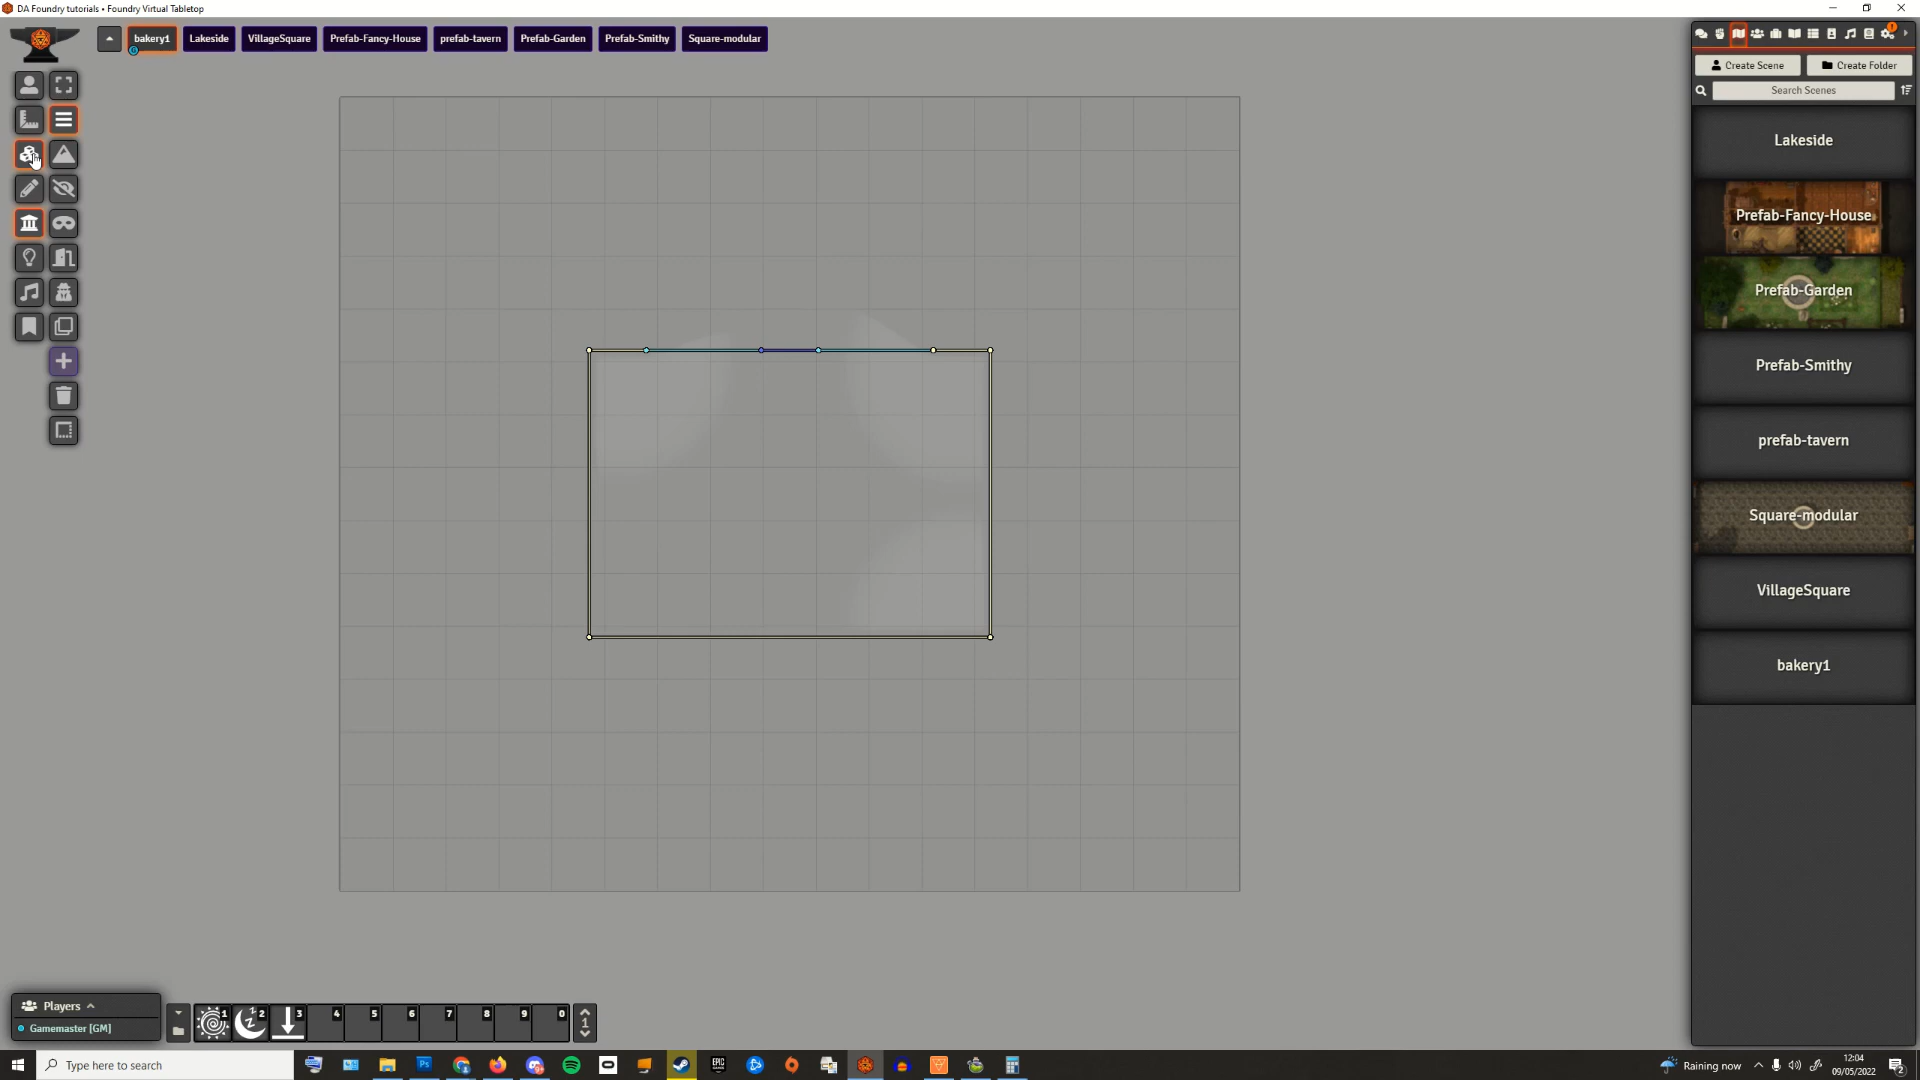 DA Foundry tutorials • Foundry Virtual Tabletop
bakery1
Lakeside
VillageSquare
Prefab-Fancy-House
prefab-tavern
Prefab-Garden
Prefab-Smithy
Square-modular
G
Create Scene
Create Folder
Search Scenes
Lakeside
Prefab-Fancy-House
Prefab-Garden
Prefab-Smithy
prefab-tavern
Square-modular
VillageSquare
bakery1
Players
Gamemaster [GM]
1
2
3
4
5
6
7
8
9
0
1
Type here to search
Raining now
12:04
09/05/2022
2